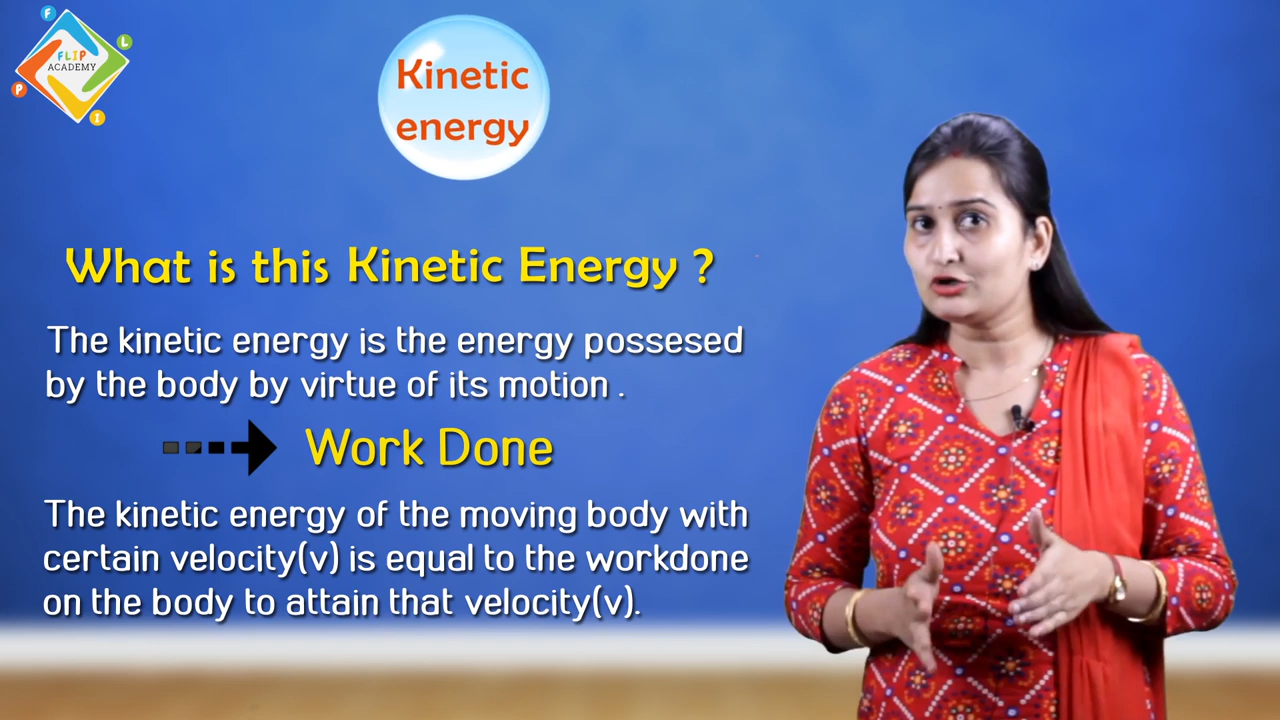 F
L
FLIP
ACADEMY
P
I
Kinetic
energy
What is this Kinetic Energy ?
The kinetic energy is the energy possesed
by the body by virtue of its motion .
Work Done
The kinetic energy of the moving body with
certain velocity(v) is equal to the workdone
on the body to attain that velocity(v).